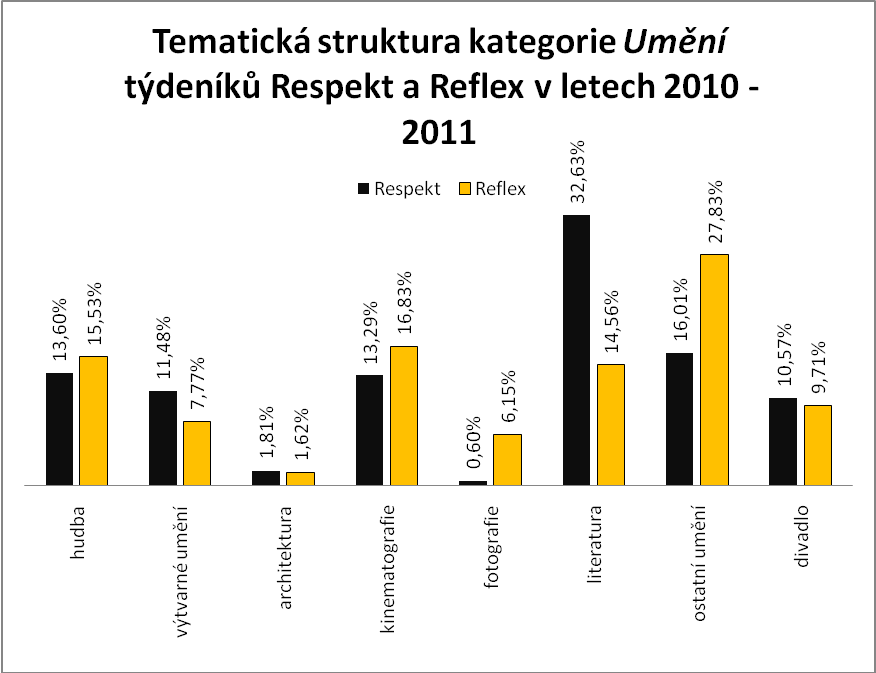 Tematická struktura kategorie Umění
týdeníků Respekt a Reflex v letech 2010 -
2011
Respekt Reflex
13,60%
15,53%
11,48%
7,77%
1,81%
1,62%
13,29%
16,83%
0,60%
6,15%
32,63%
14,56%
16,01%
27,83%
10,57%
9,71%
hudba
výtvarné umění
architektura
kinematografie
fotografie
literatura
ostatní umění
divadlo